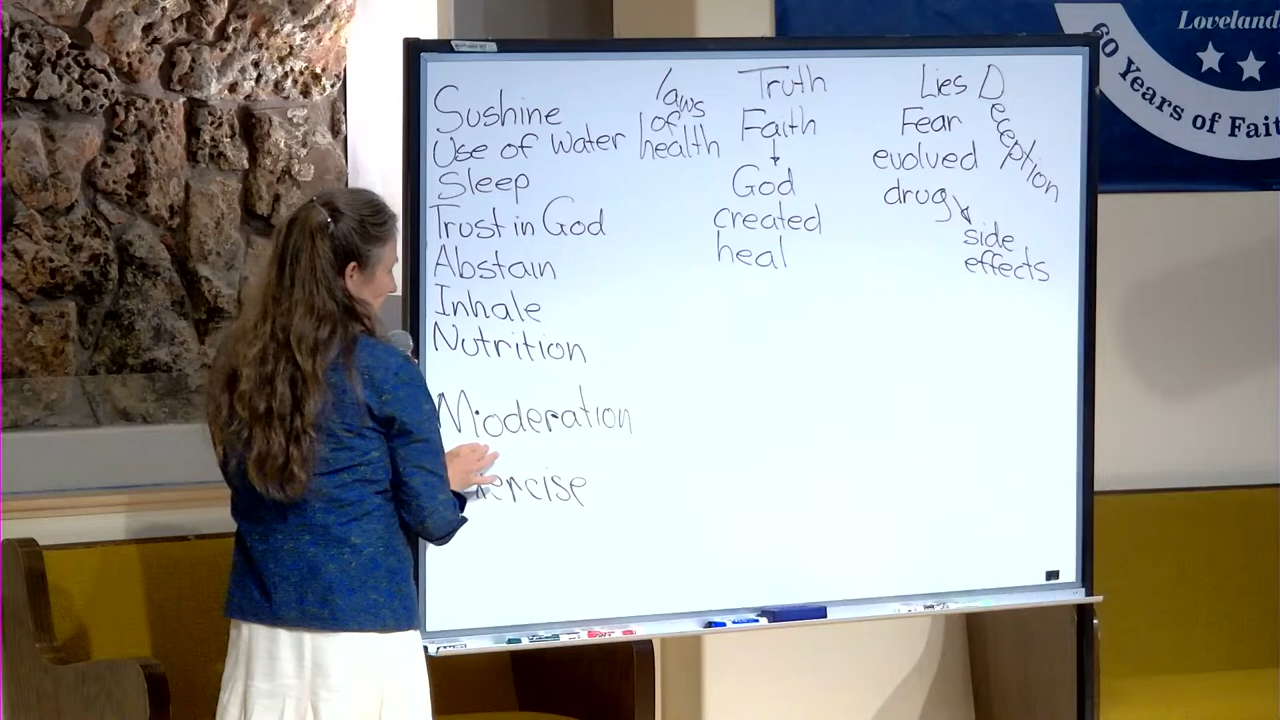 Sushine
Use of Water
Sleep
Trust in God
Abstain
Inhale
Nutrition
Moderation
ercise
laws
of
health
Truth
Faith
God
created
heal
Lies Deception
Fear
evolved
drug
side
effects
Loveland
60 Years of Fait